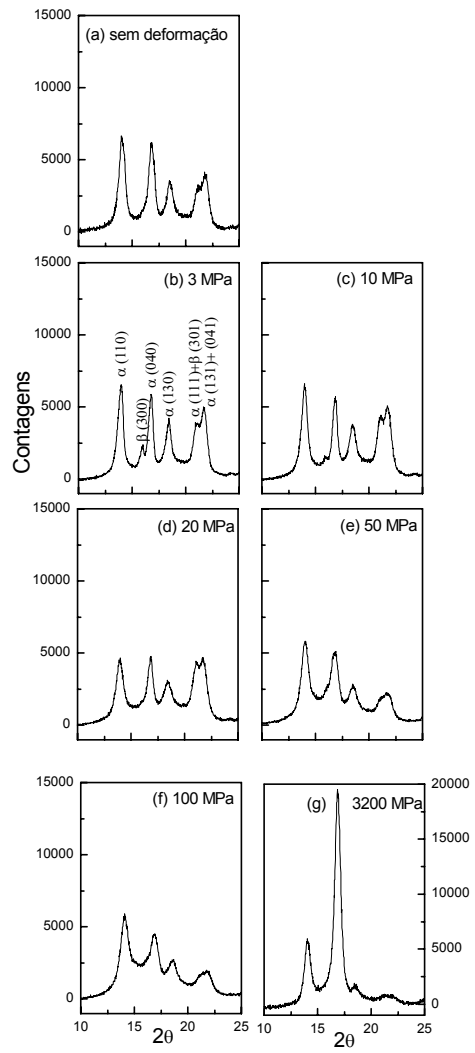 (a) sem deformação
15000
10000
5000
0
(b) 3 MPa
15000
10000
5000
0
α (110)
β (300)
α (040)
α (130)
α (111)+β (301)
α (131)+ (041)
(c) 10 MPa
Contagens
(d) 20 MPa
15000
10000
5000
0
(e) 50 MPa
(f) 100 MPa
15000
10000
5000
0
10 15 20 25
2θ
(g) 3200 MPa
20000
15000
10000
5000
0
10 15 20 25
2θ